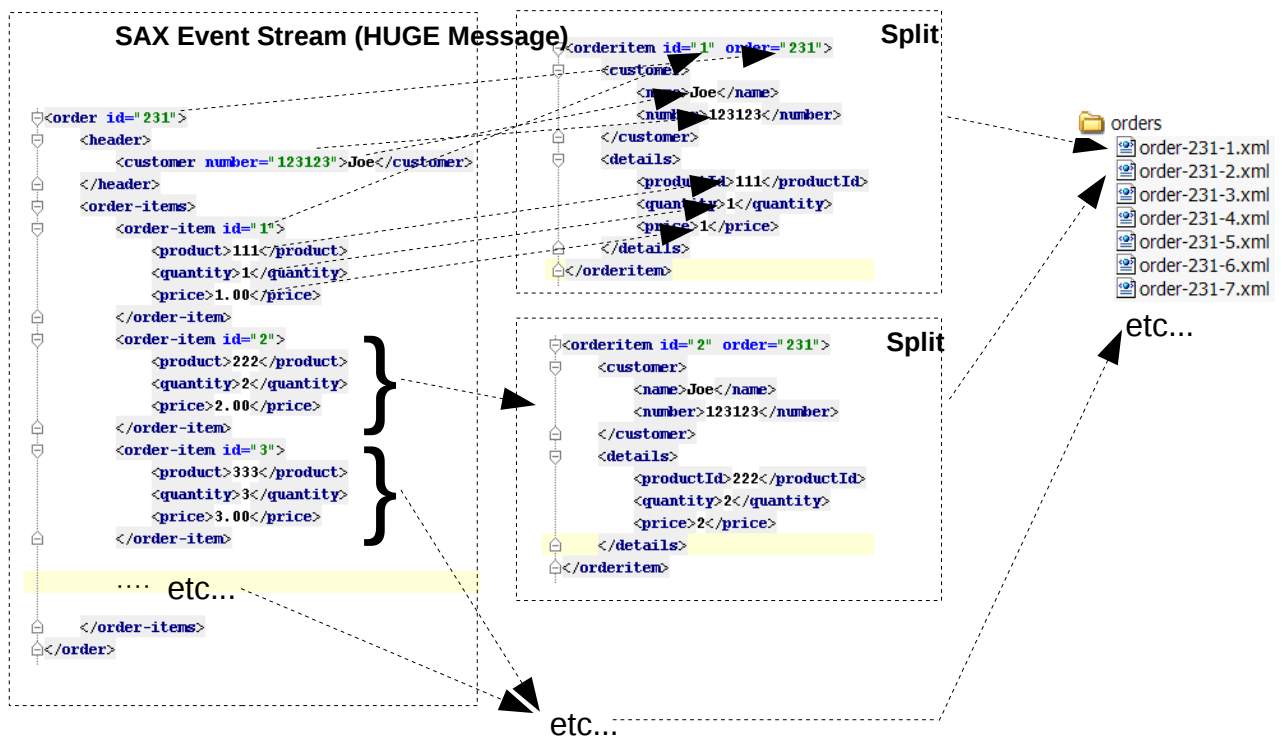 SAX Event Stream (HUGE Message)
<order id="231">
<header>
<customer number="123123">Joe</customer>
</header>
<order-items>
<order-item id="1">
<product>111</product>
<quantity>1</quantity>
<price>1.00</price>
</order-item>
<order-item id="2">
<product>222</product>
<quantity>2</quantity>
<price>2.00</price>
</order-item>
<order-item id="3">
<product>333</product>
<quantity>3</quantity>
<price>3.00</price>
</order-item>
.... etc...
</order-items>
</order>
Split
<orderitem id="1" order="231">
<customer>
<name>Joe</name>
<number>123123</number>
</customer>
<details>
<productId>111</productId>
<quantity>1</quantity>
<price>1</price>
</details>
</orderitem>
Split
<orderitem id="2" order="231">
<customer>
<name>Joe</name>
<number>123123</number>
</customer>
<details>
<productId>222</productId>
<quantity>2</quantity>
<price>2</price>
</details>
</orderitem>
etc...
orders
order-231-1.xml
order-231-2.xml
order-231-3.xml
order-231-4.xml
order-231-5.xml
order-231-6.xml
order-231-7.xml
etc...